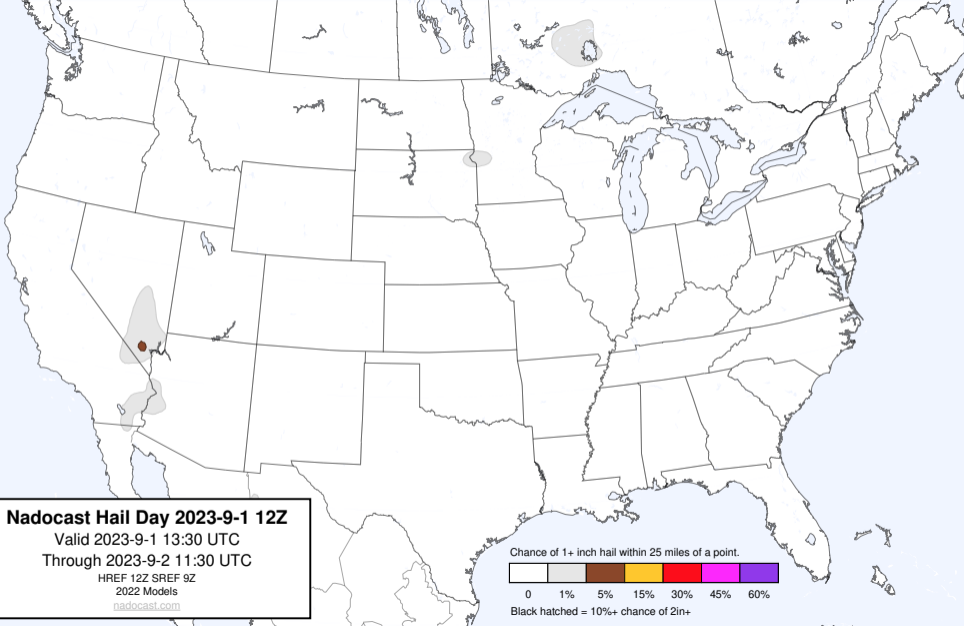 Nadocast Hail Day 2023-9-1 12Z
Valid 2023-9-1 13:30 UTC
Through 2023-9-2 11:30 UTC
HREF 12Z SREF 9Z
2022 Models
nadocast.com
Chance of 1+ inch hail within 25 miles of a point.
0 1% 5% 15% 30% 45% 60%
Black hatched = 10%+ chance of 2in+